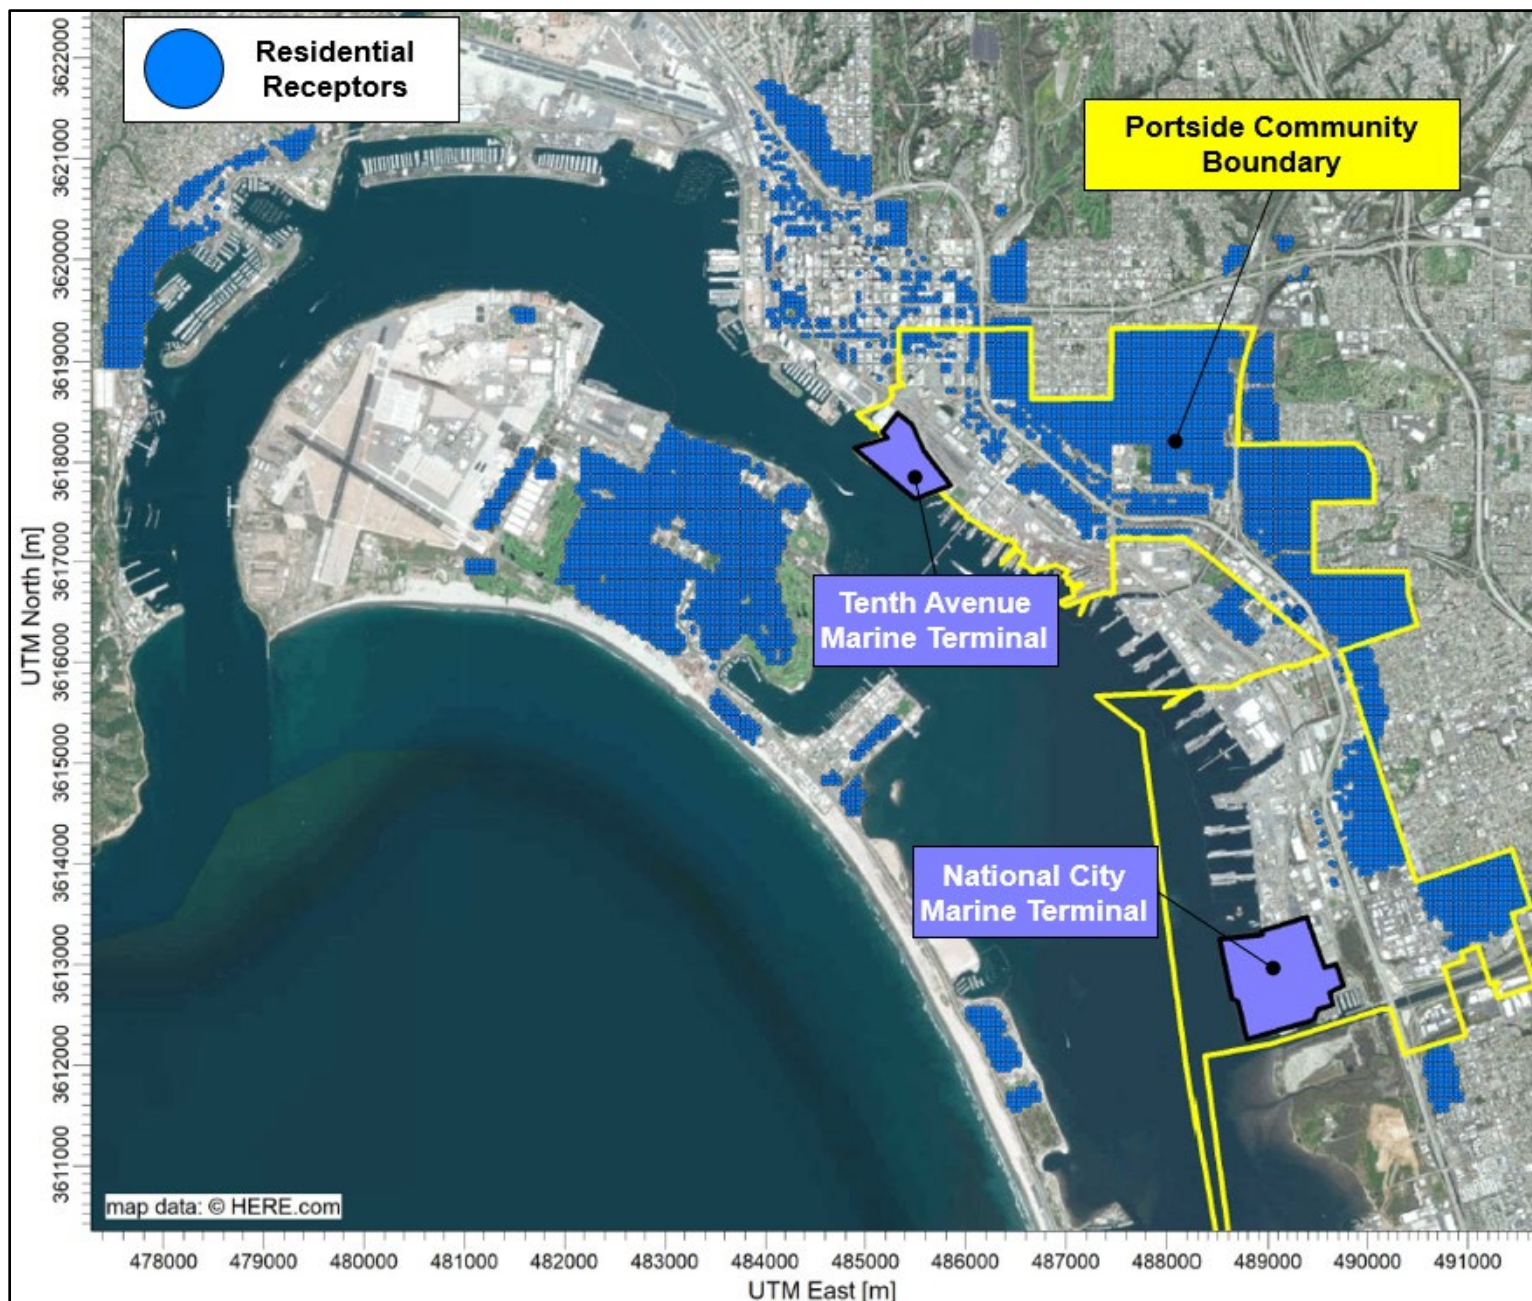 Residential
Receptors
Portside Community
Boundary
Tenth Avenue
Marine Terminal
National City
Marine Terminal
map data: © HERE.com
UTM North [m]
3622000
3621000
3620000
3619000
3618000
3617000
3616000
3615000
3614000
3613000
3612000
3611000
478000 479000 480000 481000 482000 483000 484000 485000 486000 487000 488000 489000 490000 491000
UTM East [m]